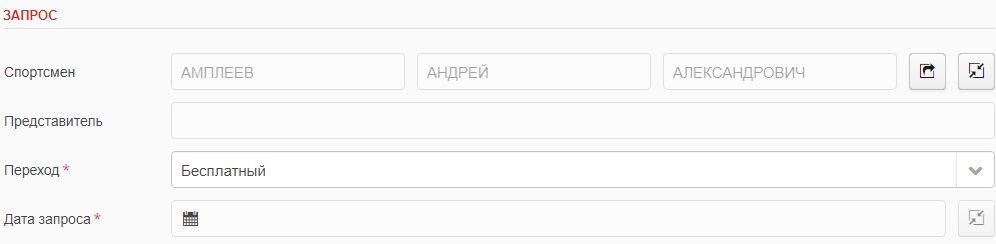 ЗАПРОС
Спортсмен АМПЛЕЕВ АНДРЕЙ АЛЕКСАНДРОВИЧ
Представитель
Переход * Бесплатный
Дата запроса *